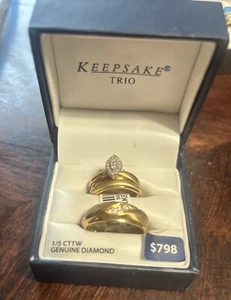 KEEPSAKE®
TRIO
1/5 CTTW
GENUINE DIAMOND
$798